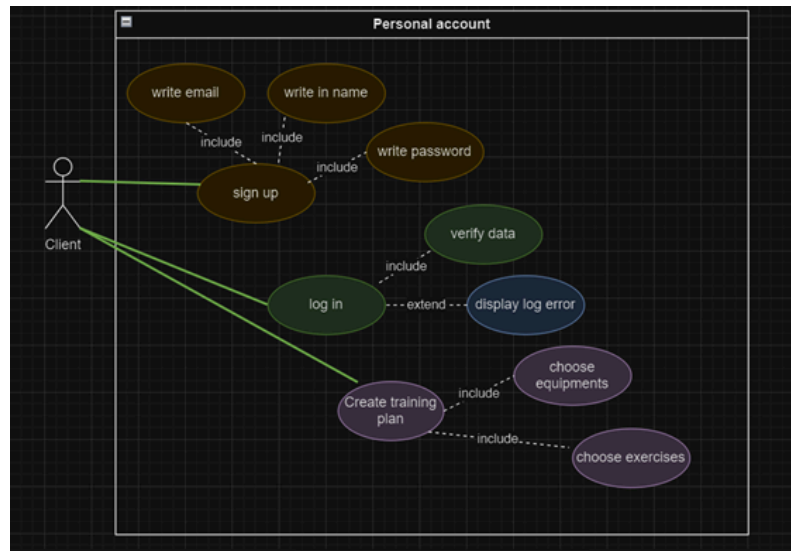 Personal account
write email
write in name
include
include
write password
include
sign up
Client
verify data
include
log in
extend
display log error
choose
equipments
include
Create training
plan
include
choose exercises